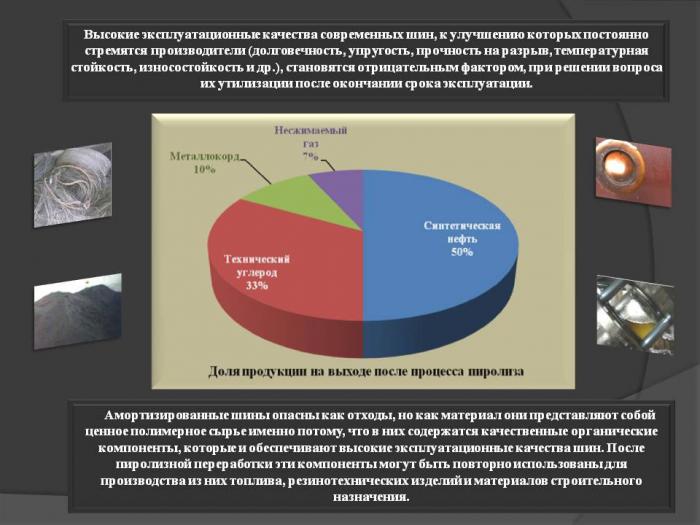 Высокие эксплуатационные качества современных шин, к улучшению которых постоянно
стремятся производители (долговечность, упругость, прочность на разрыв, температурная
стойкость, износостойкость и др.), становятся отрицательным фактором, при решении вопроса
их утилизации после окончании срока эксплуатации.
Несжимаемый
газ
7%
Металлокорд
10%
Синтетическая
нефть
50%
Технический
углерод
33%
Доля продукции на выходе после процесса пиролиза
Амортизированные шины опасны как отходы, но как материал они представляют собой
ценное полимерное сырье именно потому, что в них содержатся качественные органические
компоненты, которые и обеспечивают высокие эксплуатационные качества шин. После
пиролизной переработки эти компоненты могут быть повторно использованы для
производства из них топлива, резинотехнических изделий и материалов строительного
назначения.